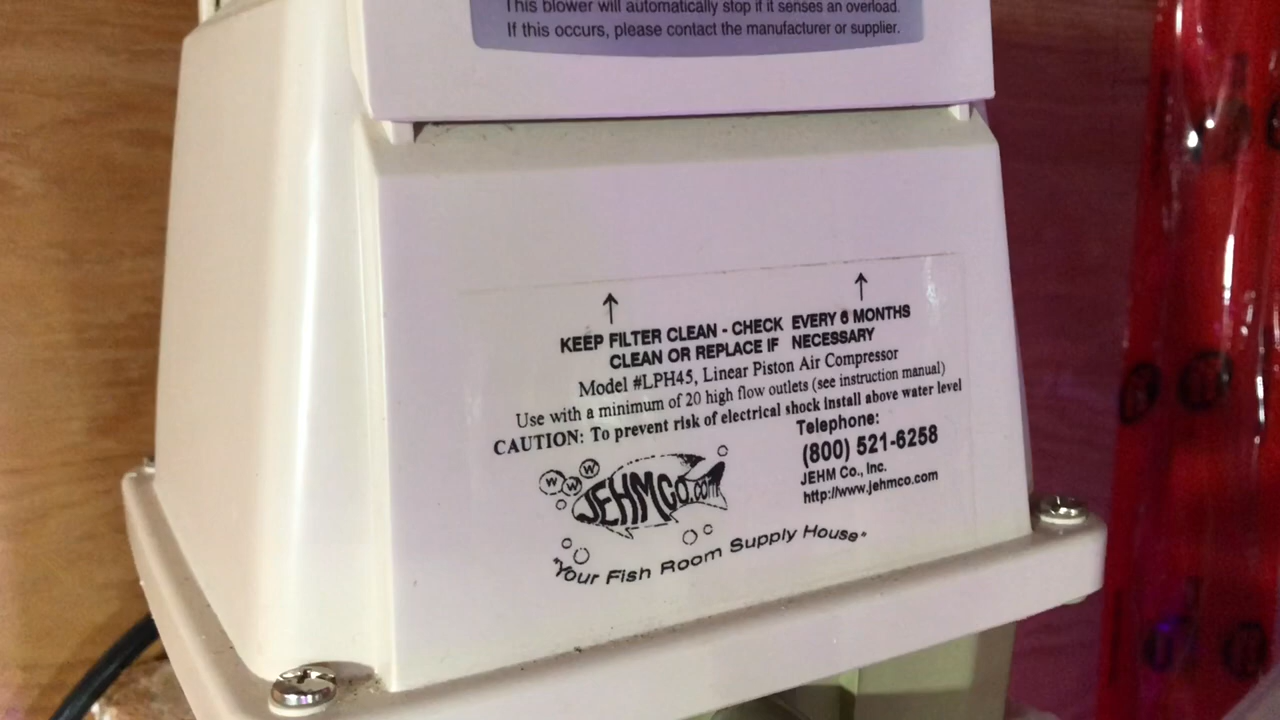 This blower will automatically stop if it senses an overload.
If this occurs, please contact the manufacturer or supplier.
KEEP FILTER CLEAN - CHECK EVERY 6 MONTHS
CLEAN OR REPLACE IF NECESSARY
Model #LPH45, Linear Piston Air Compressor
Use with a minimum of 20 high flow outlets (see instruction manual)
CAUTION: To prevent risk of electrical shock install above water level
Telephone:
(800) 521-6258
JEHM Co., Inc.
http://www.jehmco.com
W W W
JEHMCO.com
"Your Fish Room Supply House"